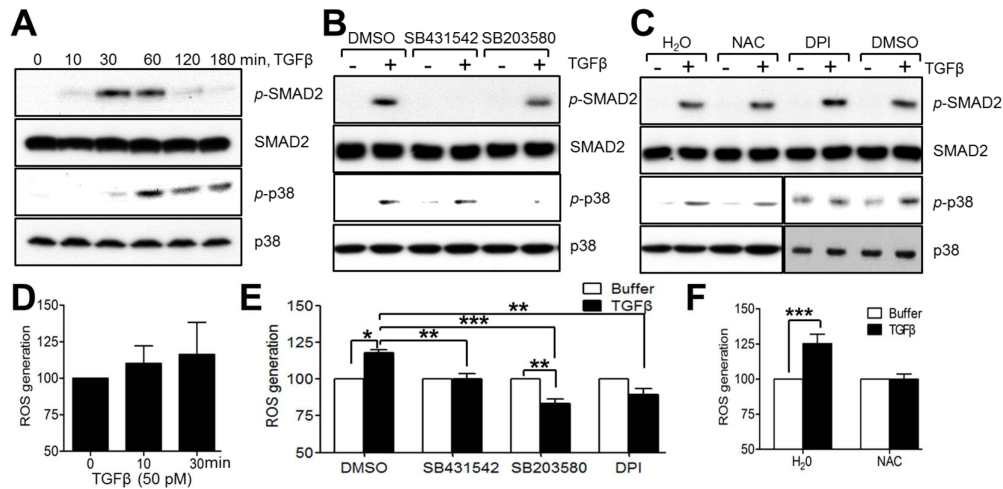 A
0 10 30 60 120 180 min, TGFβ
p-SMAD2
SMAD2
p-p38
p38
B
DMSO SB431542 SB203580
- + - + - + TGFβ
p-SMAD2
SMAD2
p-p38
p38
C
H2O NAC DPI DMSO
- + - + - + - + TGFβ
p-SMAD2
SMAD2
p-p38
p38
D
ROS generation
150
125
100
75
50
0 10 30min
TGFβ (50 pM)
E
Buffer
TGFβ
ROS generation
150
125
100
75
50
**
***
* ** **
DMSO SB431542 SB203580 DPI
F
Buffer
TGFβ
ROS generation
150
125
100
75
50
***
H20 NAC